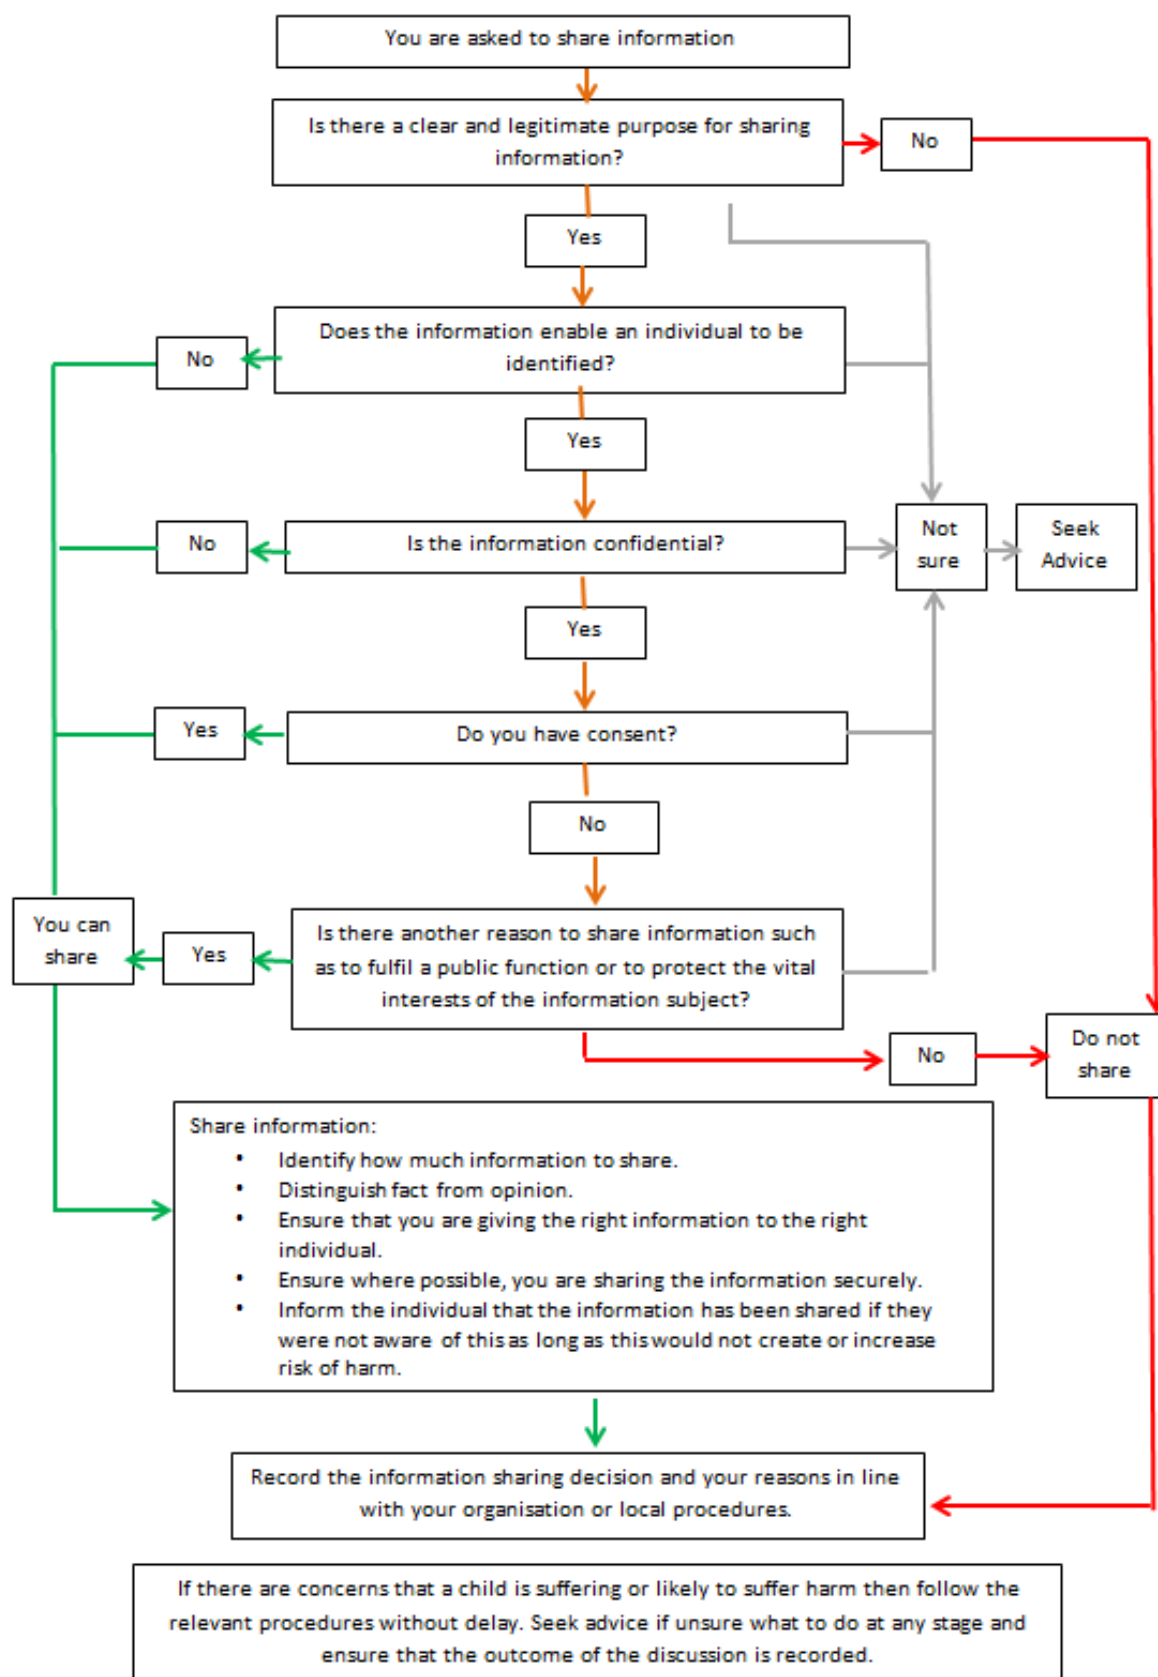 You are asked to share information
Is there a clear and legitimate purpose for sharing
information?
No
Yes
Does the information enable an individual to be
identified?
No
Yes
Is the information confidential?
No
Not
sure
Seek
Advice
Yes
Do you have consent?
Yes
No
Is there another reason to share information such
as to fulfil a public function or to protect the vital
interests of the information subject?
Yes
You can
share
No
Do not
share
Share information:
• Identify how much information to share.
• Distinguish fact from opinion.
• Ensure that you are giving the right information to the right
individual.
• Ensure where possible, you are sharing the information securely.
• Inform the individual that the information has been shared if they
were not aware of this as long as this would not create or increase
risk of harm.
Record the information sharing decision and your reasons in line
with your organisation or local procedures.
If there are concerns that a child is suffering or likely to suffer harm then follow the
relevant procedures without delay. Seek advice if unsure what to do at any stage and
ensure that the outcome of the discussion is recorded.